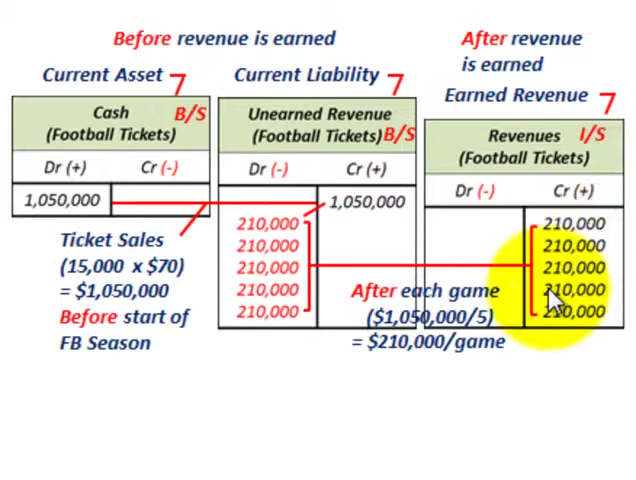 Before revenue is earned
After revenue
is earned
Current Asset
Current Liability
Earned Revenue
Cash B/S
(Football Tickets)
Dr (+) Cr (-)
1,050,000
Unearned Revenue
(Football Tickets) B/S
Dr (-) Cr (+)
1,050,000
210,000
210,000
210,000
210,000
210,000
Revenues I/S
(Football Tickets)
Dr (-) Cr (+)
210,000
210,000
210,000
210,000
210,000
Ticket Sales
(15,000 x $70)
= $1,050,000
Before start of
FB Season
After each game
($1,050,000/5)
= $210,000/game